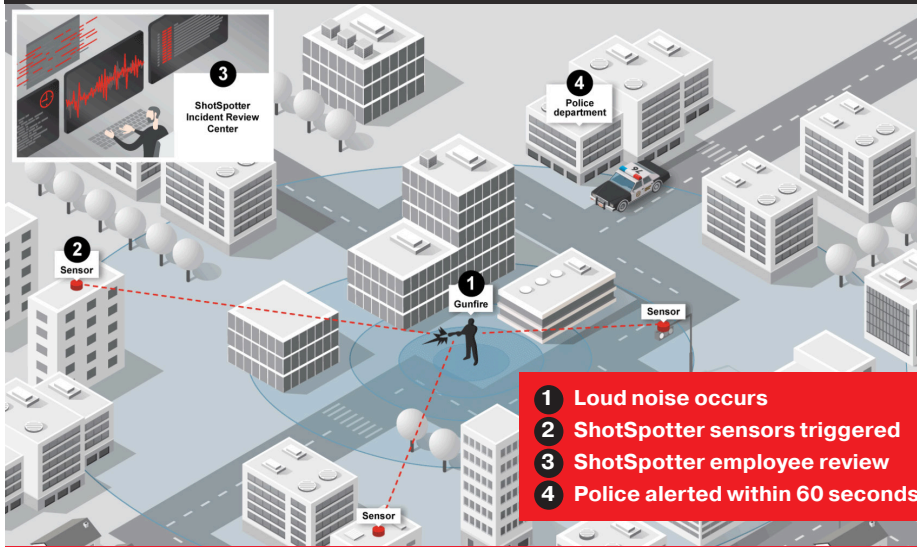 3
ShotSpotter
Incident Review
Center
4
Police
department
2
Sensor
1
Gunfire
Sensor
Sensor
1 Loud noise occurs
2 ShotSpotter sensors triggered
3 ShotSpotter employee review
4 Police alerted within 60 seconds